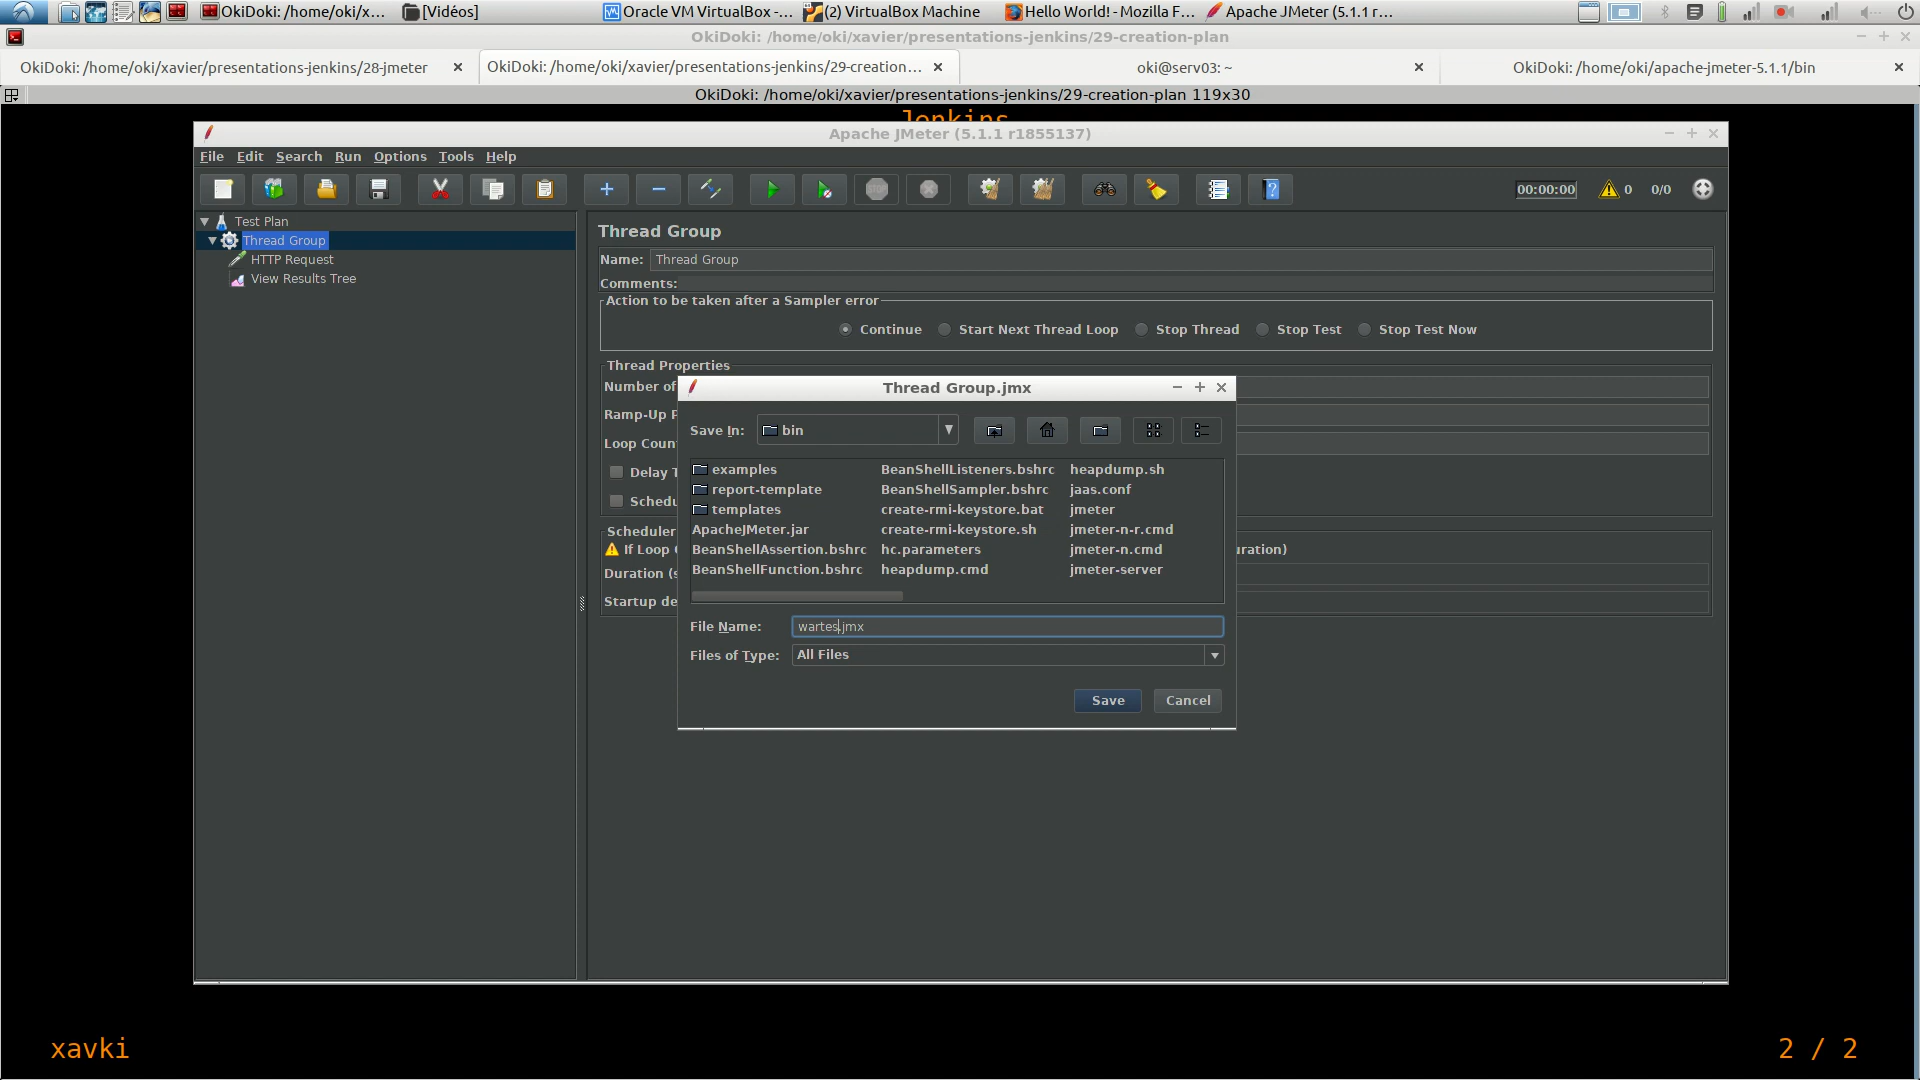 OkiDoki: /home/oki/x...
[Vidéos]
Oracle VM VirtualBox -...
(2) VirtualBox Machine
Hello World! - Mozilla F...
Apache JMeter (5.1.1 r...
OkiDoki: /home/oki/xavier/presentations-jenkins/29-creation-plan
OkiDoki: /home/oki/xavier/presentations-jenkins/28-jmeter
OkiDoki: /home/oki/xavier/presentations-jenkins/29-creation...
oki@serv03: ~
OkiDoki: /home/oki/apache-jmeter-5.1.1/bin
OkiDoki: /home/oki/xavier/presentations-jenkins/29-creation-plan 119x30
Jenkins
Apache JMeter (5.1.1 r1855137)
File Edit Search Run Options Tools Help
STOP
00:00:00
0
0/0
Test Plan
Thread Group
HTTP Request
View Results Tree
Thread Group
Name: Thread Group
Comments:
Action to be taken after a Sampler error
Continue Start Next Thread Loop Stop Thread Stop Test Stop Test Now
Thread Properties
Number of
Ramp-Up P
Loop Coun
Delay T
Schedu
Scheduler
If Loop uration)
Duration (s
Startup de
Thread Group.jmx
Save In: bin
examples BeanShellListeners.bshrc heapdump.sh
report-template BeanShellSampler.bshrc jaas.conf
templates create-rmi-keystore.bat jmeter
ApacheJMeter.jar create-rmi-keystore.sh jmeter-n-r.cmd
BeanShellAssertion.bshrc hc.parameters jmeter-n.cmd
BeanShellFunction.bshrc heapdump.cmd jmeter-server
File Name: wartes.jmx
Files of Type: All Files
Save Cancel
xavki
2 / 2